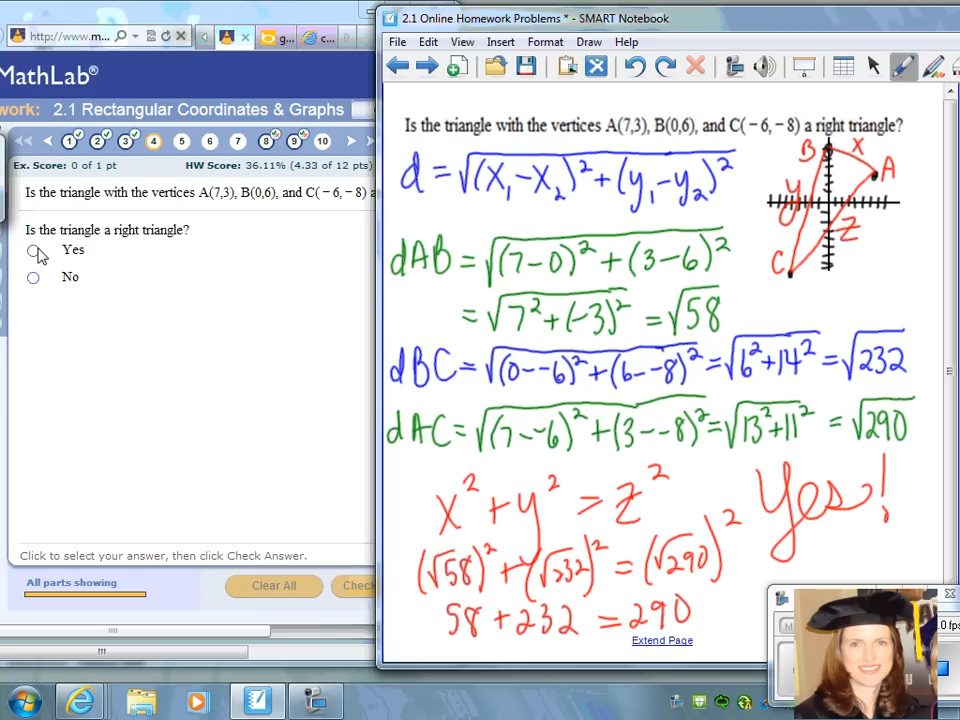 2.1 Online Homework Problems * - SMART Notebook
http://www.m...
g...
c...
File Edit View Insert Format Draw Help
MathLab®
work: 2.1 Rectangular Coordinates & Graphs
1 2 3 4 5 6 7 8 9 10
Ex. Score: 0 of 1 pt HW Score: 36.11% (4.33 of 12 pts)
Is the triangle with the vertices A(7,3), B(0,6), and C(−6,−8) a
Is the triangle a right triangle?
Yes
No
Click to select your answer, then click Check Answer.
All parts showing
Clear All
Check
Is the triangle with the vertices A(7,3), B(0,6), and C(−6,−8) a right triangle?
B x A
y
z
C
d = √(x₁−x₂)² + (y₁−y₂)²
dAB = √(7−0)² + (3−6)²
= √7² + (−3)² = √58
dBC = √(0−−6)² + (6−−8)² = √6² + 14² = √232
dAC = √(7−−6)² + (3−−8)² = √13² + 11² = √290
x² + y² = z² Yes!
(√58)² + (√232)² = (√290)²
58 + 232 = 290
Extend Page
.0 fps